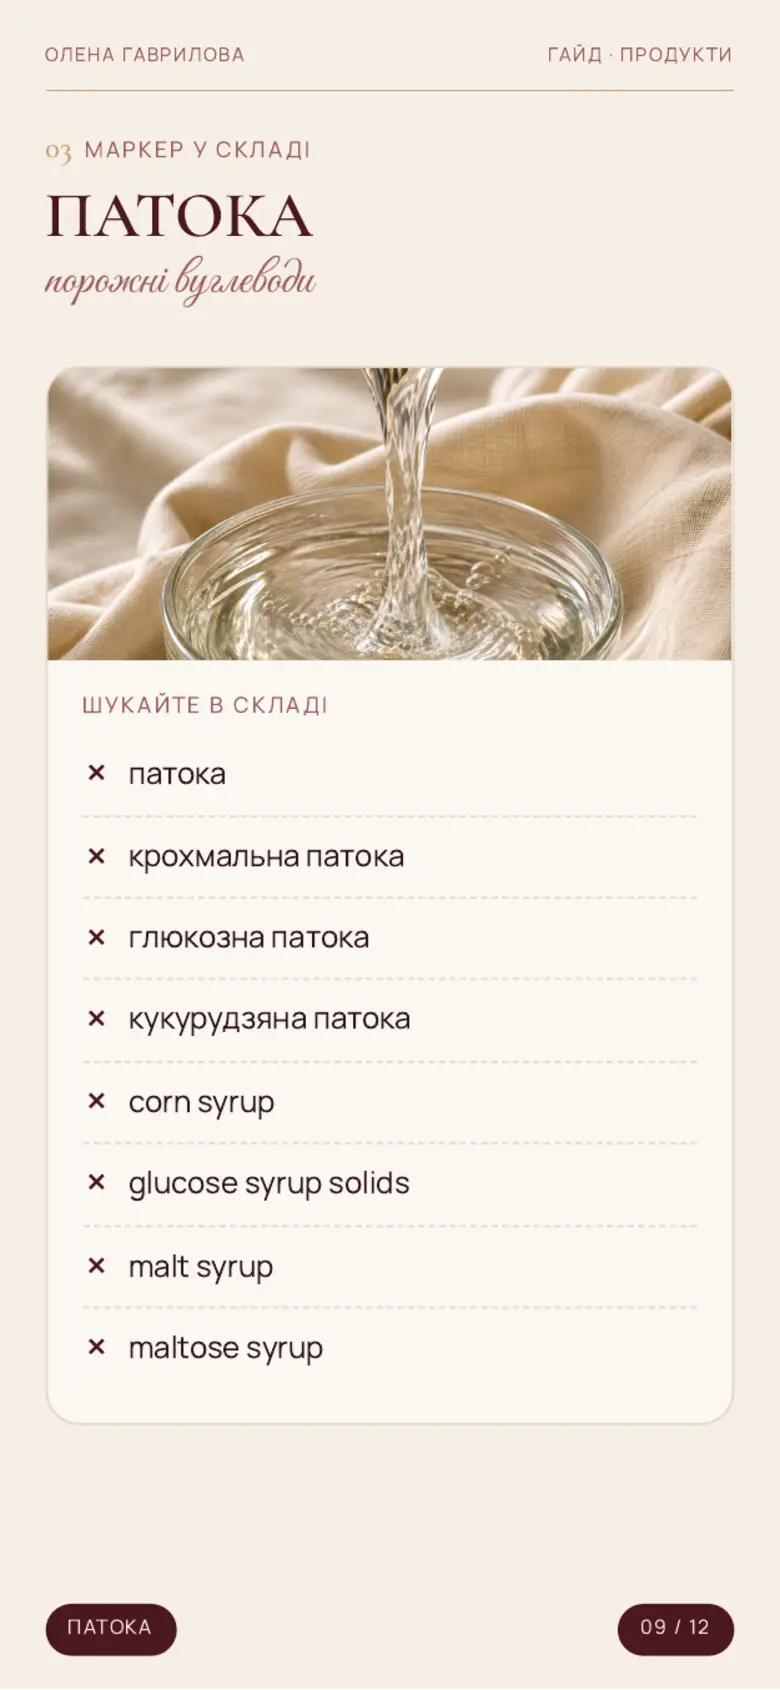 ОЛЕНА ГАВРИЛОВА
ГАЙД · ПРОДУКТИ
03 МАРКЕР У СКЛАДІ
ПАТОКА
порожні вуглеводи
ШУКАЙТЕ В СКЛАДІ
× патока
× крохмальна патока
× глюкозна патока
× кукурудзяна патока
× corn syrup
× glucose syrup solids
× malt syrup
× maltose syrup
ПАТОКА
09 / 12